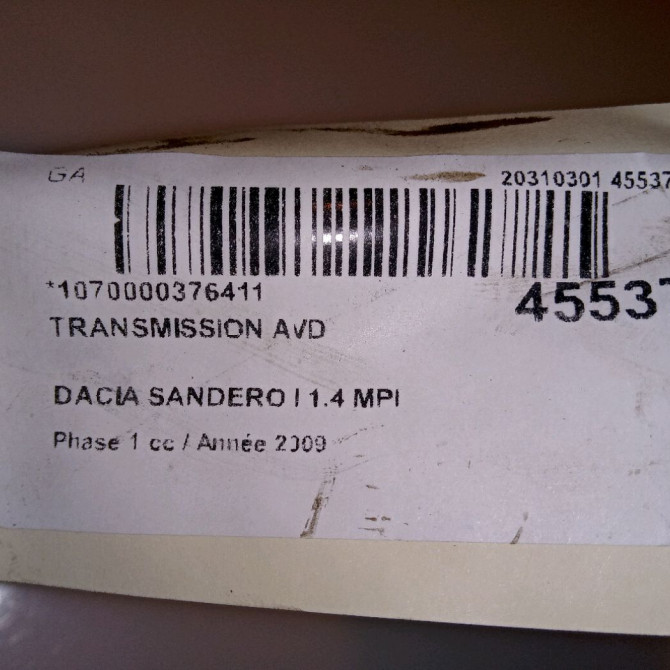 GA
20310301 45537
*1070000376411
45537
TRANSMISSION AVD
DACIA SANDERO I 1.4 MPI
Phase 1 cc / Année 2009